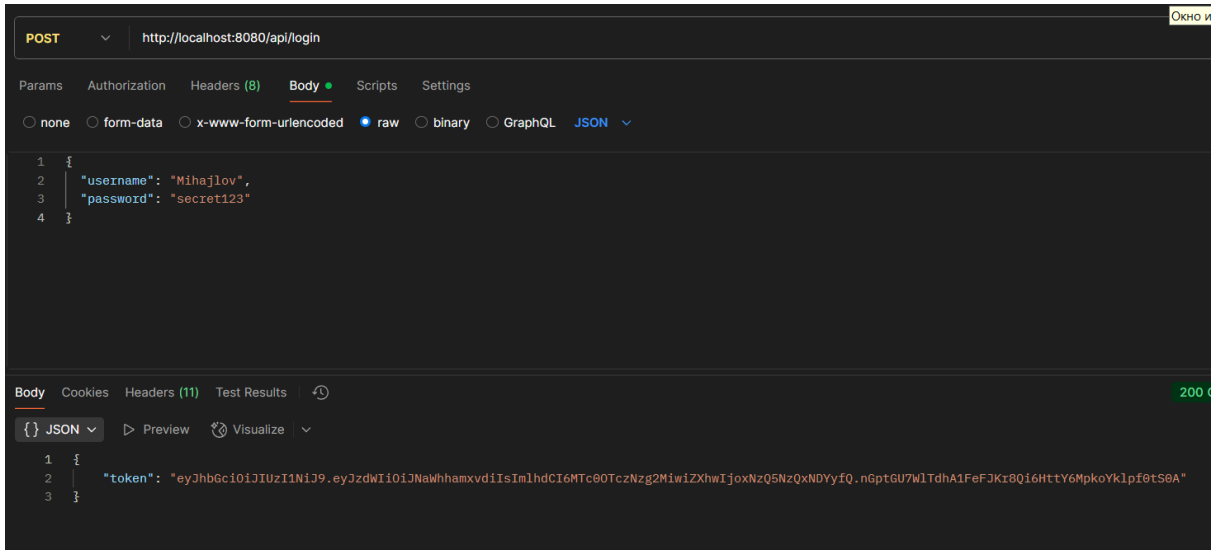 Окно и
POST http://localhost:8080/api/login
Params Authorization Headers (8) Body Scripts Settings
none form-data x-www-form-urlencoded raw binary GraphQL JSON
1 {
2 "username": "Mihajlov",
3 "password": "secret123"
4 }
Body Cookies Headers (11) Test Results
200
{} JSON Preview Visualize
1 {
2 "token": "eyJhbGciOiJIUzI1NiJ9.eyJzdWIiOiJNaWhhamxvdiIsImlhdCI6MTc0OTczNzg2MiwiZXhwIjoxNzQ5NzQxNDYyfQ.nGptGU7WlTdhA1FeFJKr8Qi6HttY6MpkoYklpf0tS0A"
3 }